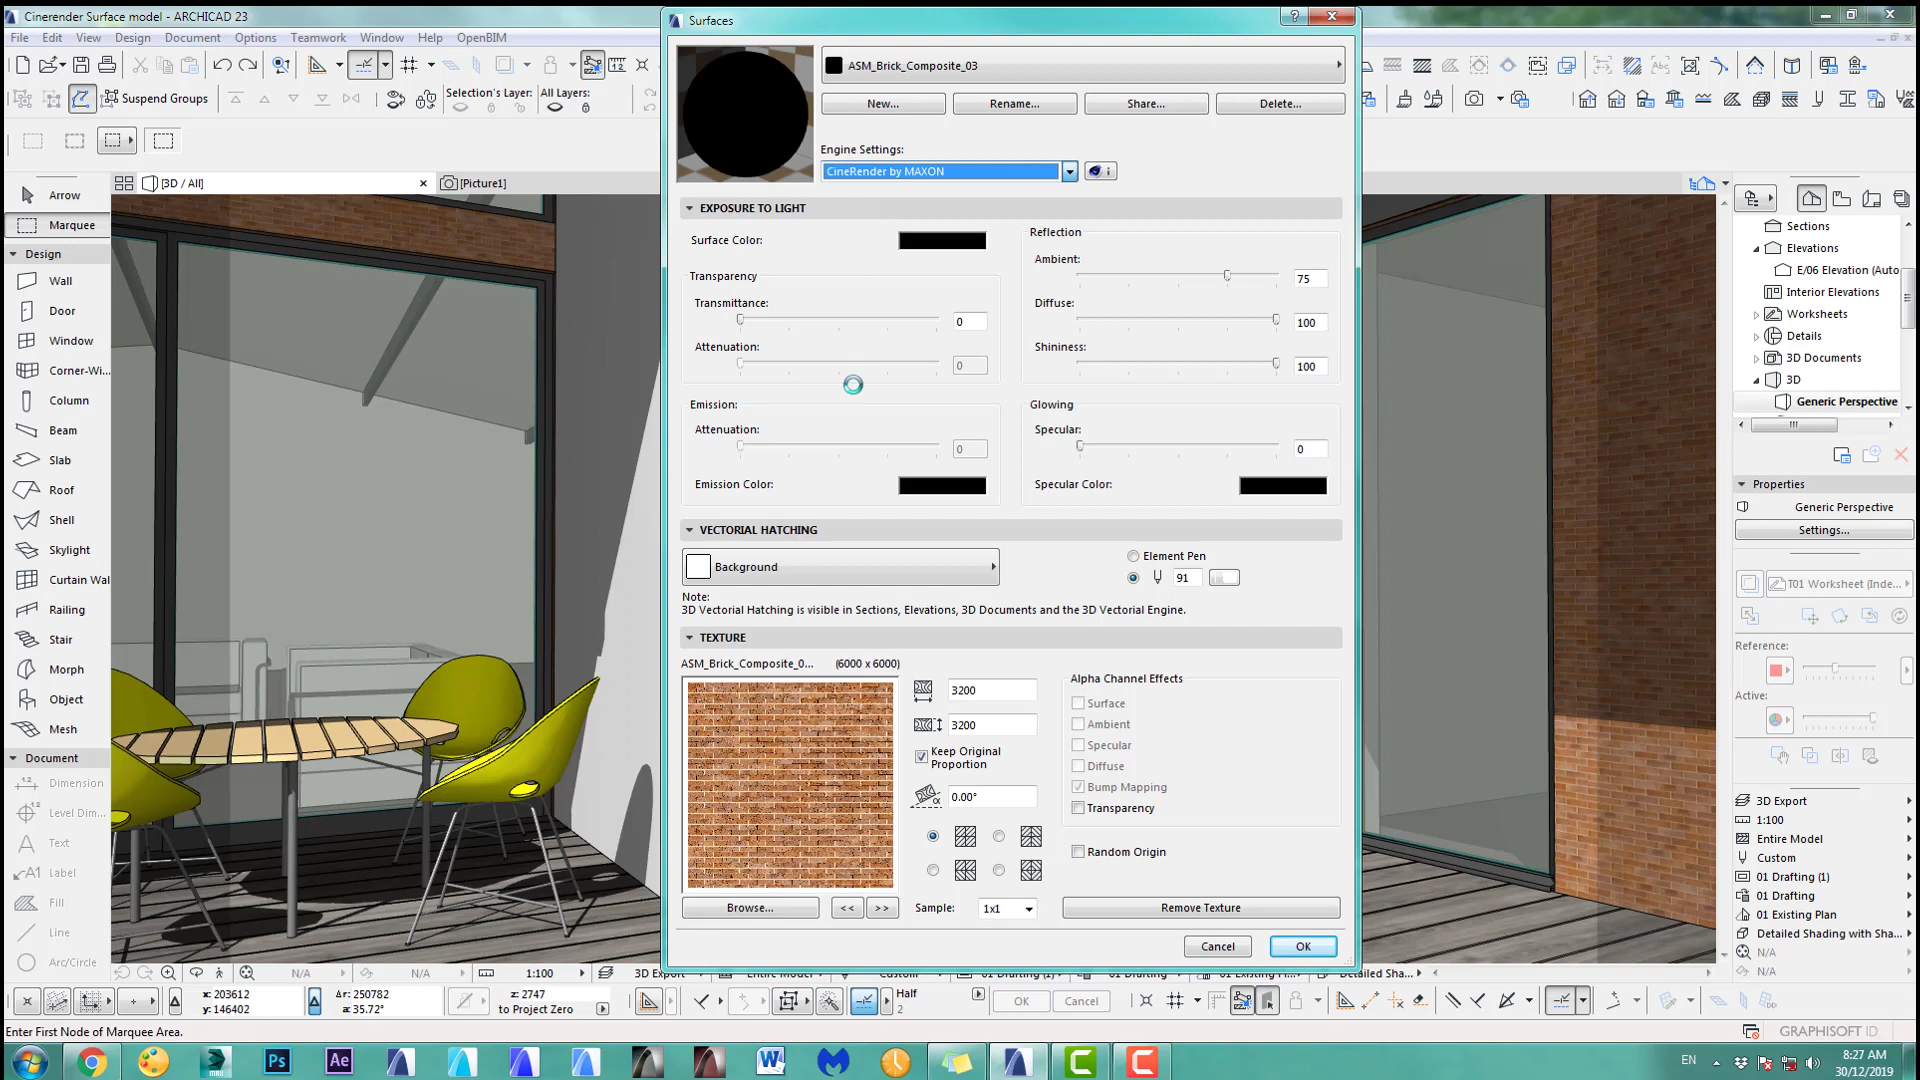 Cinerender Surface model - ARCHICAD 23
File Edit View Design Document Options Teamwork Window Help OpenBIM
Suspend Groups
Selection's Layer:
All Layers:
[3D / All]
[Picture1]
Arrow
Marquee
Design
Wall
Door
Window
Corner-Wi...
Column
Beam
Slab
Roof
Shell
Skylight
Curtain Wal
Railing
Stair
Morph
Object
Mesh
Document
Dimension
Level Dim...
Text
Label
Fill
Line
Arc/Circle
Surfaces
ASM_Brick_Composite_03
New...
Rename...
Share...
Delete...
Engine Settings:
CineRender by MAXON
EXPOSURE TO LIGHT
Surface Color:
Transparency
Transmittance:
0
Attenuation:
0
Reflection
Ambient:
75
Diffuse:
100
Shininess:
100
Emission:
Attenuation:
0
Emission Color:
Glowing
Specular:
0
Specular Color:
VECTORIAL HATCHING
Background
Element Pen
91
Note:
3D Vectorial Hatching is visible in Sections, Elevations, 3D Documents and the 3D Vectorial Engine.
TEXTURE
ASM_Brick_Composite_0... (6000 x 6000)
3200
3200
Keep Original
Proportion
0.00°
Alpha Channel Effects
Surface
Ambient
Specular
Diffuse
Bump Mapping
Transparency
Random Origin
Browse...
<<
>>
Sample:
1x1
Remove Texture
Cancel
OK
Sections
Elevations
E/06 Elevation (Auto
Interior Elevations
Worksheets
Details
3D Documents
3D
Generic Perspective
Properties
Generic Perspective
Settings...
T01 Worksheet (Inde...
Reference:
Active:
3D Export
1:100
Entire Model
Custom
01 Drafting (1)
01 Drafting
01 Existing Plan
Detailed Shading with Sha...
N/A
N/A
N/A
N/A
1:100
x: 203612
y: 146402
Δr: 250782
a: 35.72°
z: 2747
to Project Zero
Half
2
OK
Cancel
Enter First Node of Marquee Area.
GRAPHISOFT ID
EN
8:27 AM
30/12/2019